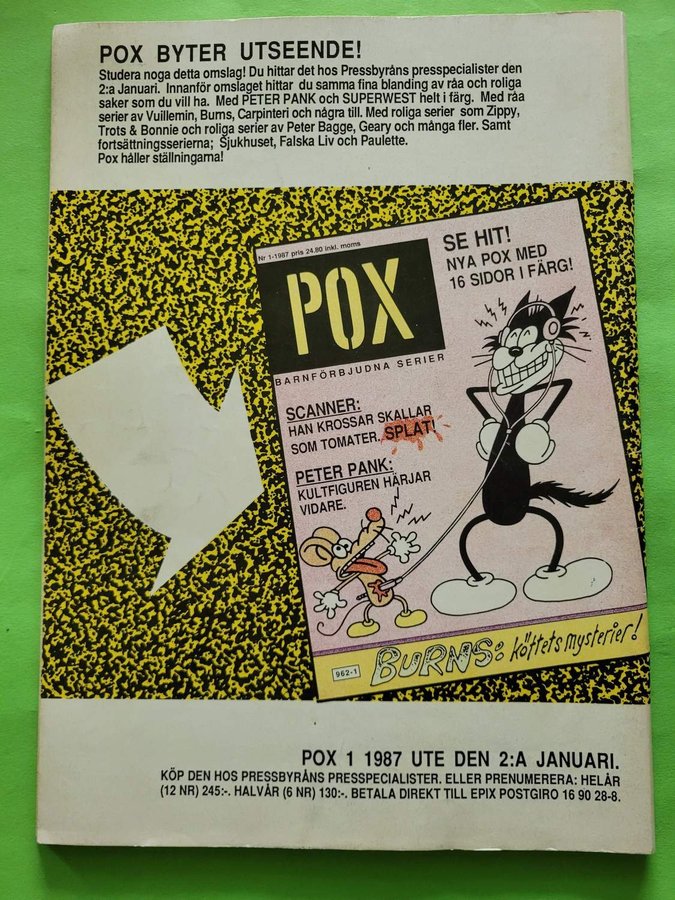 POX BYTER UTSEENDE!
Studera noga detta omslag! Du hittar det hos Pressbyråns presspecialister den
2:a Januari. Innanför omslaget hittar du samma fina blanding av råa och roliga
saker som du vill ha. Med PETER PANK och SUPERWEST helt i färg. Med råa
serier av Vuillemin, Burns, Carpinteri och några till. Med roliga serier som Zippy,
Trots & Bonnie och roliga serier av Peter Bagge, Geary och många fler. Samt
fortsättningsserierna; Sjukhuset, Falska Liv och Paulette.
Pox håller ställningarna!
Nr 1-1987 pris 24.80 inkl. moms
POX
BARNFÖRBJUDNA SERIER
SE HIT!
NYA POX MED
16 SIDOR I FÄRG!
SCANNER:
HAN KROSSAR SKALLAR
SOM TOMATER. SPLAT!
PETER PANK:
KULTFIGUREN HÄRJAR
VIDARE.
962-1
BURNS: köttets mysterier!
POX 1 1987 UTE DEN 2:A JANUARI.
KÖP DEN HOS PRESSBYRÅNS PRESSPECIALISTER. ELLER PRENUMERERA: HELÅR
(12 NR) 245:-. HALVÅR (6 NR) 130:-. BETALA DIREKT TILL EPIX POSTGIRO 16 90 28-8.